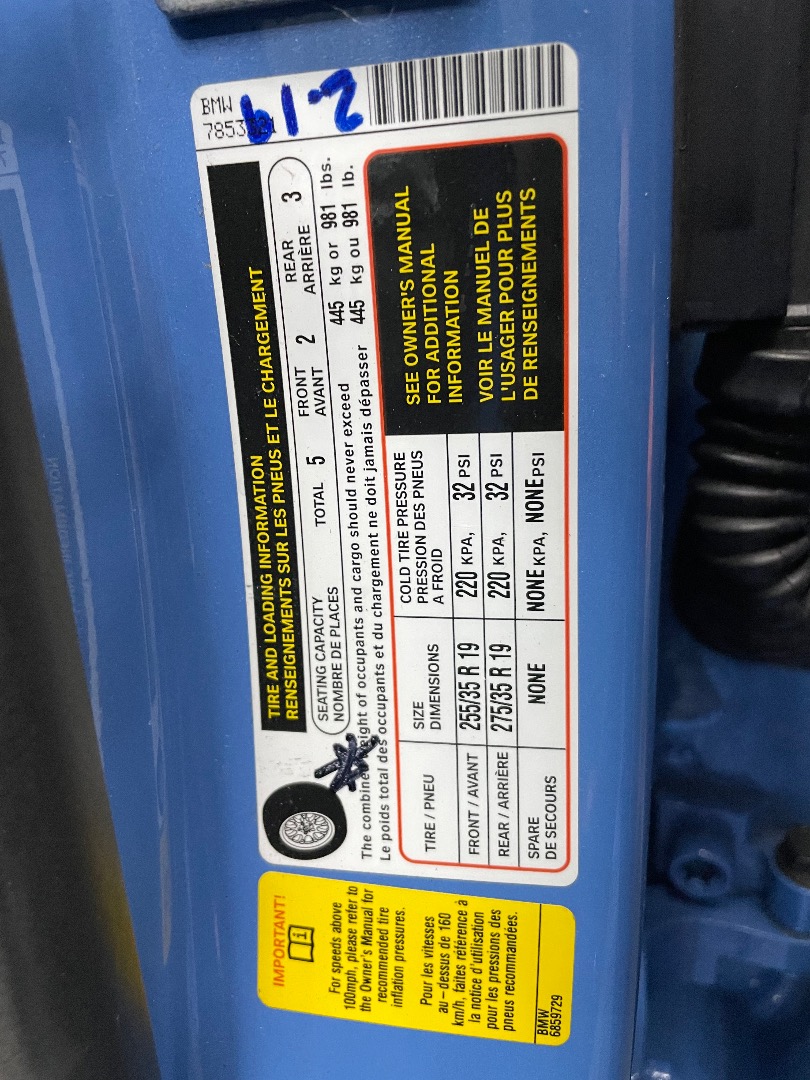 BMW
2-19
TIRE AND LOADING INFORMATION
RENSEIGNEMENTS SUR LES PNEUS ET LE CHARGEMENT
SEATING CAPACITY
NOMBRE DE PLACES
TOTAL 5
FRONT
AVANT 2
REAR
ARRIÈRE 3
The combined weight of occupants and cargo should never exceed 445 kg or 981 lbs.
Le poids total des occupants et du chargement ne doit jamais dépasser 445 kg ou 981 lb.
TIRE / PNEU
SIZE
DIMENSIONS
COLD TIRE PRESSURE
PRESSION DES PNEUS
A FROID
FRONT / AVANT 255/35 R 19 220 KPA, 32 PSI
REAR / ARRIÈRE 275/35 R 19 220 KPA, 32 PSI
SPARE
DE SECOURS
NONE NONE KPA, NONE PSI
SEE OWNER'S MANUAL
FOR ADDITIONAL
INFORMATION
VOIR LE MANUEL DE
L'USAGER POUR PLUS
DE RENSEIGNEMENTS
IMPORTANT!
For speeds above
100mph, please refer to
the Owner's Manual for
recommended tire
inflation pressures.
Pour les vitesses
au – dessus de 160
km/h, faites référence à
la notice d'utilisation
pour les pressions des
pneus recommandées.
BMW
6859729